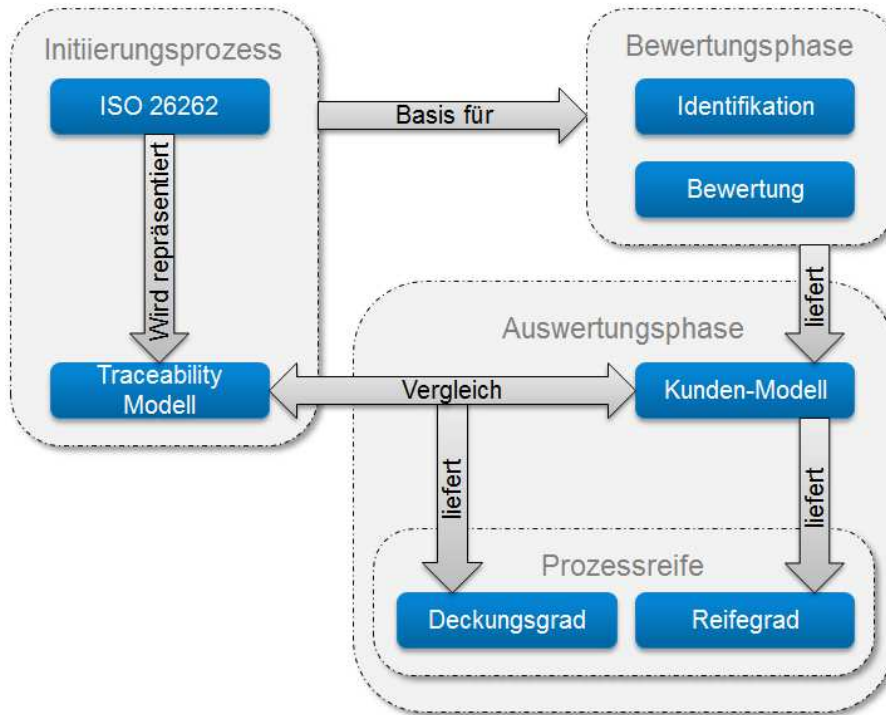 Initiierungsprozess
ISO 26262
Wird repräsentiert
Traceability
Modell
Basis für
Bewertungsphase
Identifikation
Bewertung
liefert
Auswertungsphase
Vergleich
Kunden-Modell
liefert
liefert
Prozessreife
Deckungsgrad
Reifegrad